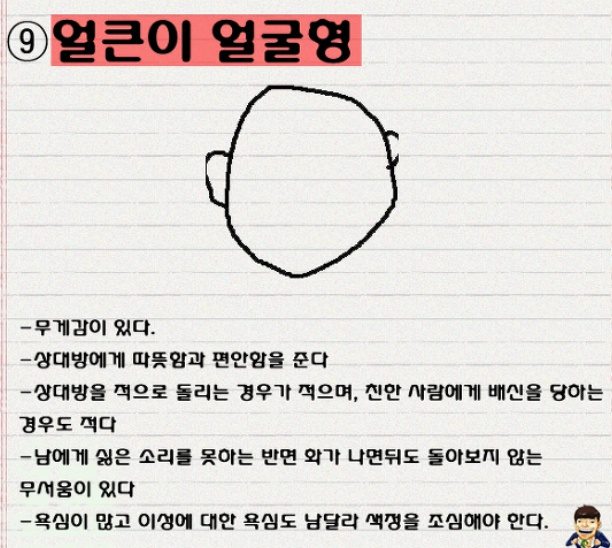 ⑨얼큰이 얼굴형
-무게감이 있다.
-상대방에게 따뜻함과 편안함을 준다
-상대방을 적으로 돌리는 경우가 적으며, 친한 사람에게 배신을 당하는
경우도 적다
-남에게 싫은 소리를 못하는 반면 화가 나면뒤도 돌아보지 않는
무서움이 있다
-욕심이 많고 이성에 대한 욕심도 남달라 색정을 조심해야 한다.